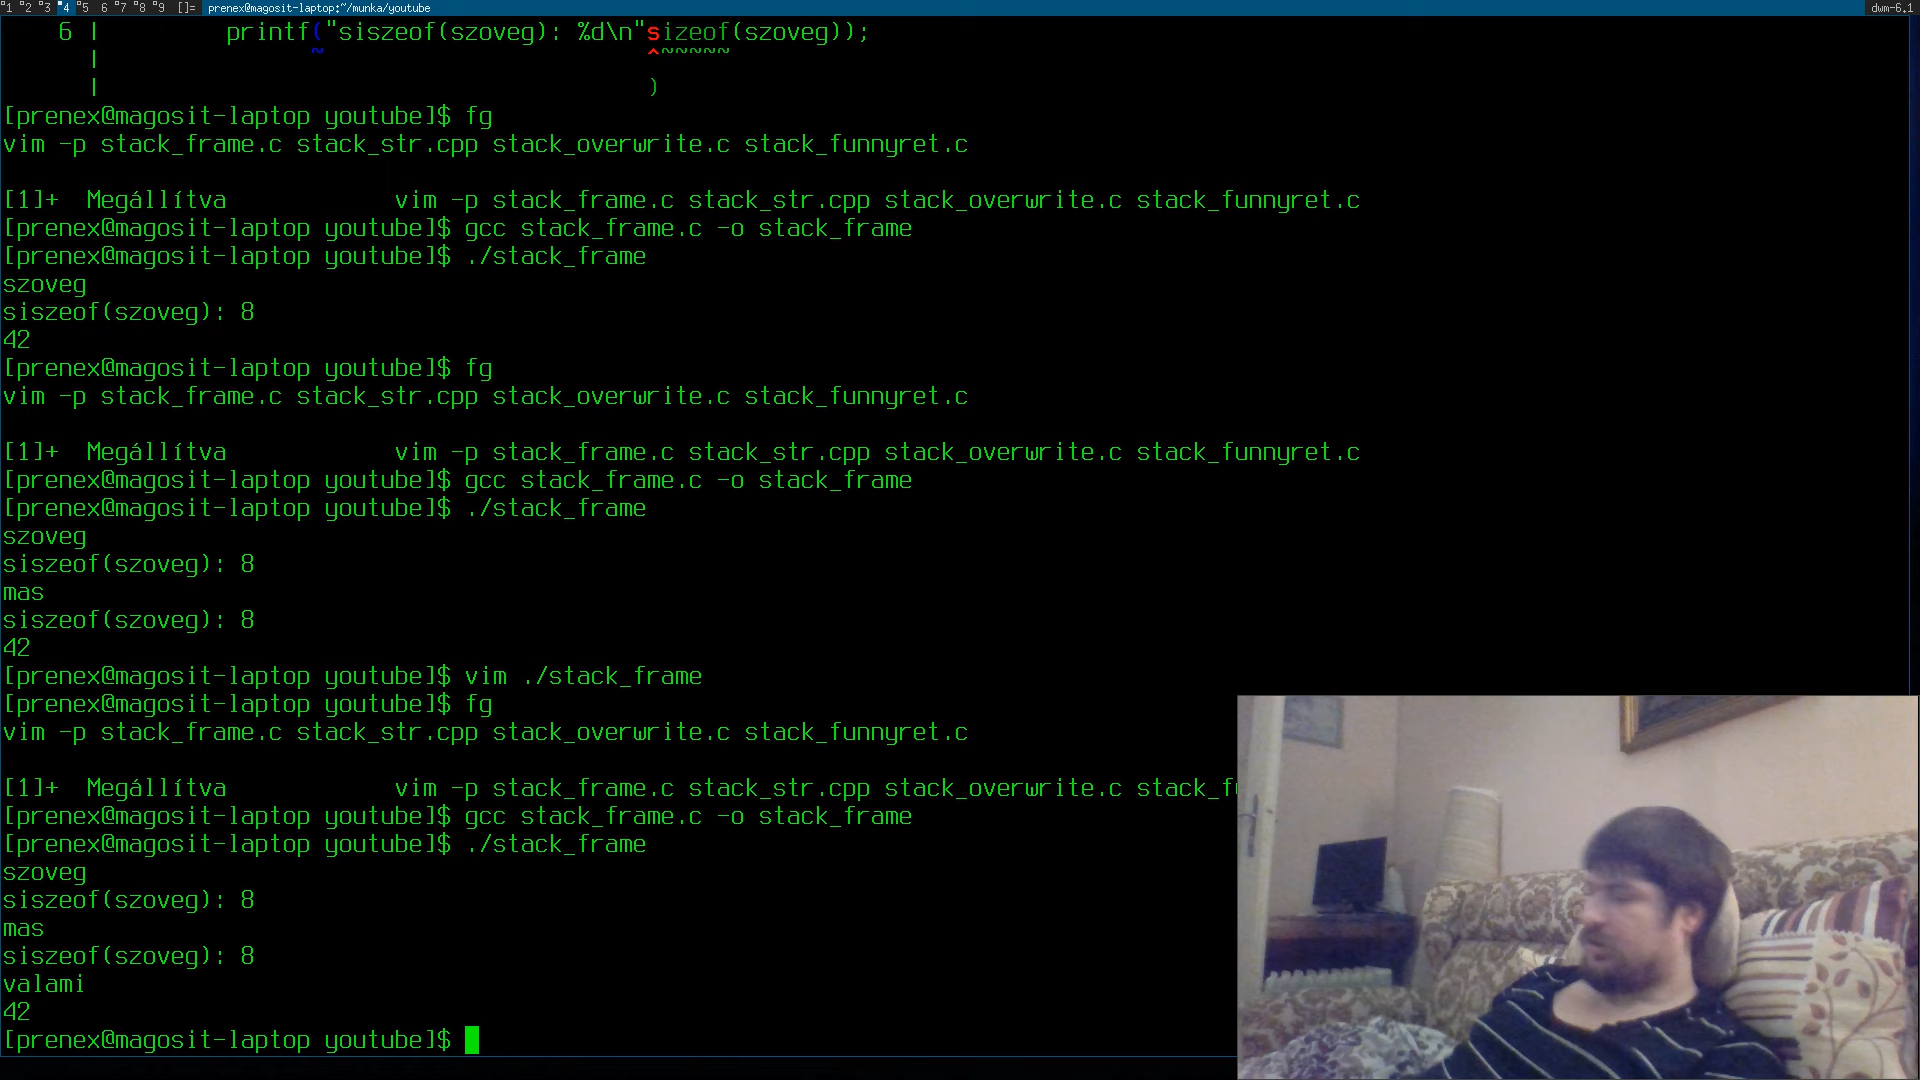 1 2 3 4 5 6 7 8 9 []= prenex@magosit-laptop:~/munka/youtube dwm-6.1
6 | printf("siszeof(szoveg): %d\n"sizeof(szoveg));
| ~ ^~~~~~
| )
[prenex@magosit-laptop youtube]$ fg
vim -p stack_frame.c stack_str.cpp stack_overwrite.c stack_funnyret.c
[1]+ Megállítva vim -p stack_frame.c stack_str.cpp stack_overwrite.c stack_funnyret.c
[prenex@magosit-laptop youtube]$ gcc stack_frame.c -o stack_frame
[prenex@magosit-laptop youtube]$ ./stack_frame
szoveg
siszeof(szoveg): 8
42
[prenex@magosit-laptop youtube]$ fg
vim -p stack_frame.c stack_str.cpp stack_overwrite.c stack_funnyret.c
[1]+ Megállítva vim -p stack_frame.c stack_str.cpp stack_overwrite.c stack_funnyret.c
[prenex@magosit-laptop youtube]$ gcc stack_frame.c -o stack_frame
[prenex@magosit-laptop youtube]$ ./stack_frame
szoveg
siszeof(szoveg): 8
mas
siszeof(szoveg): 8
42
[prenex@magosit-laptop youtube]$ vim ./stack_frame
[prenex@magosit-laptop youtube]$ fg
vim -p stack_frame.c stack_str.cpp stack_overwrite.c stack_funnyret.c
[1]+ Megállítva vim -p stack_frame.c stack_str.cpp stack_overwrite.c stack_f
[prenex@magosit-laptop youtube]$ gcc stack_frame.c -o stack_frame
[prenex@magosit-laptop youtube]$ ./stack_frame
szoveg
siszeof(szoveg): 8
mas
siszeof(szoveg): 8
valami
42
[prenex@magosit-laptop youtube]$